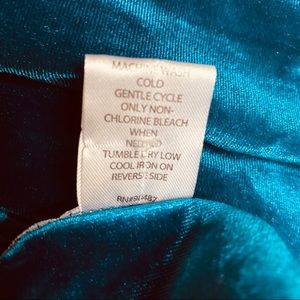 MACHINE WASH
COLD
GENTLE CYCLE
ONLY NON-
CHLORINE BLEACH
WHEN
NEEDED
TUMBLE DRY LOW
COOL IRON ON
REVERSE SIDE